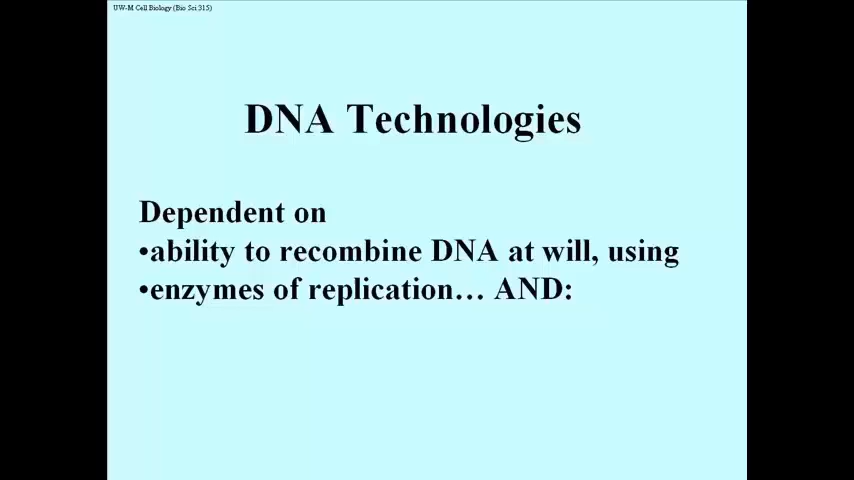 UW-M Cell Biology (Bio Sci 315)
DNA Technologies
Dependent on
•ability to recombine DNA at will, using
•enzymes of replication… AND: